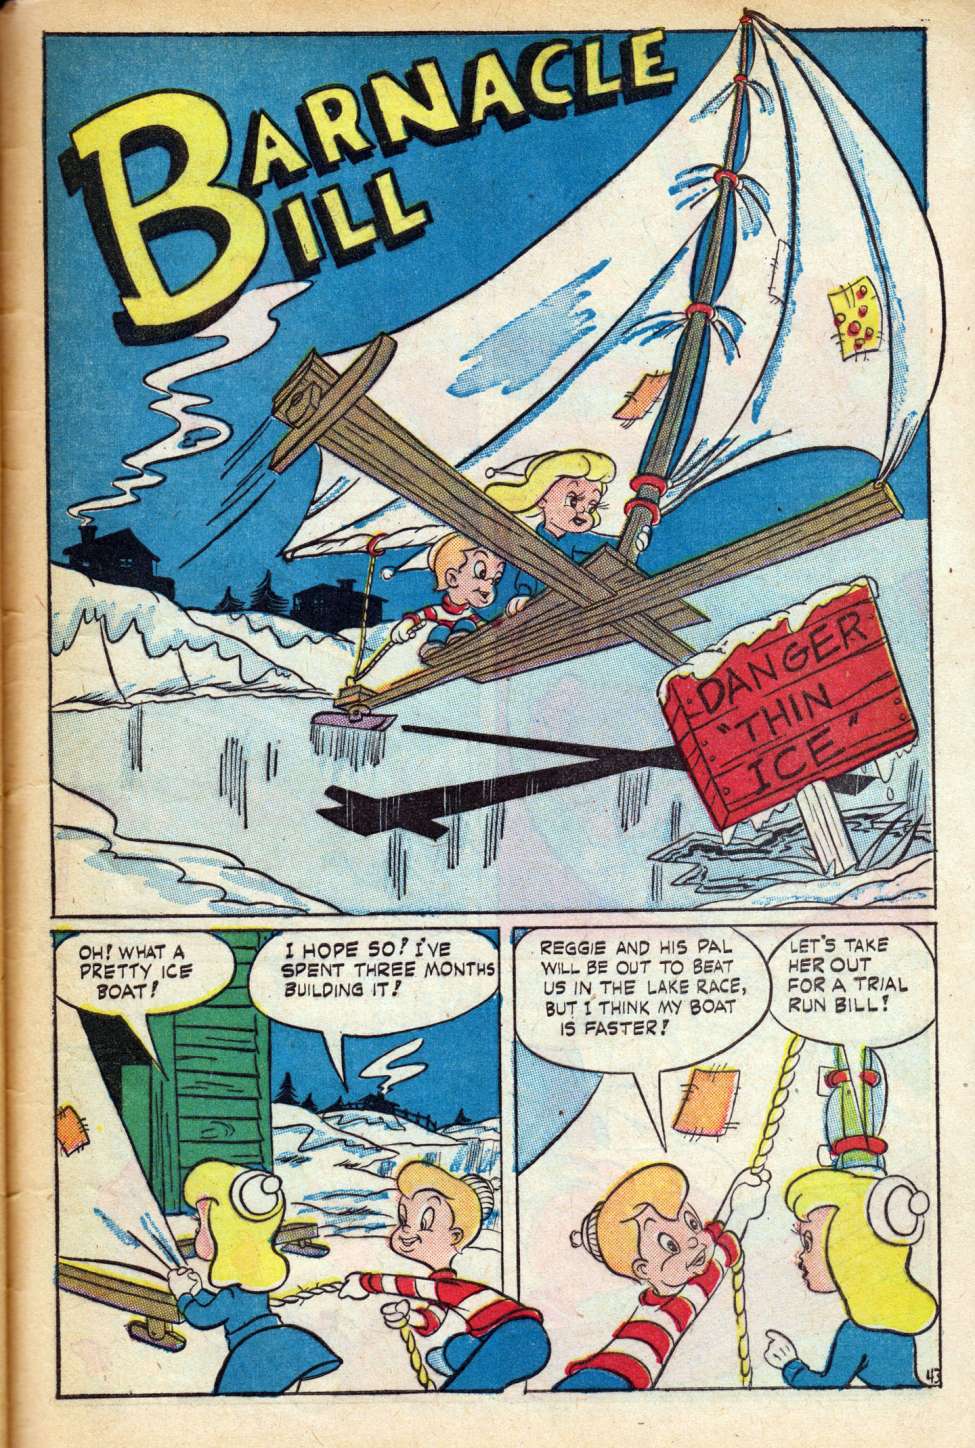 BARNACLE
BILL
DANGER
"THIN
ICE"
OH! WHAT A
PRETTY ICE
BOAT!
I HOPE SO! I'VE
SPENT THREE MONTHS
BUILDING IT!
REGGIE AND HIS PAL
WILL BE OUT TO BEAT
US IN THE LAKE RACE,
BUT I THINK MY BOAT
IS FASTER!
LET'S TAKE
HER OUT
FOR A TRIAL
RUN BILL!
43